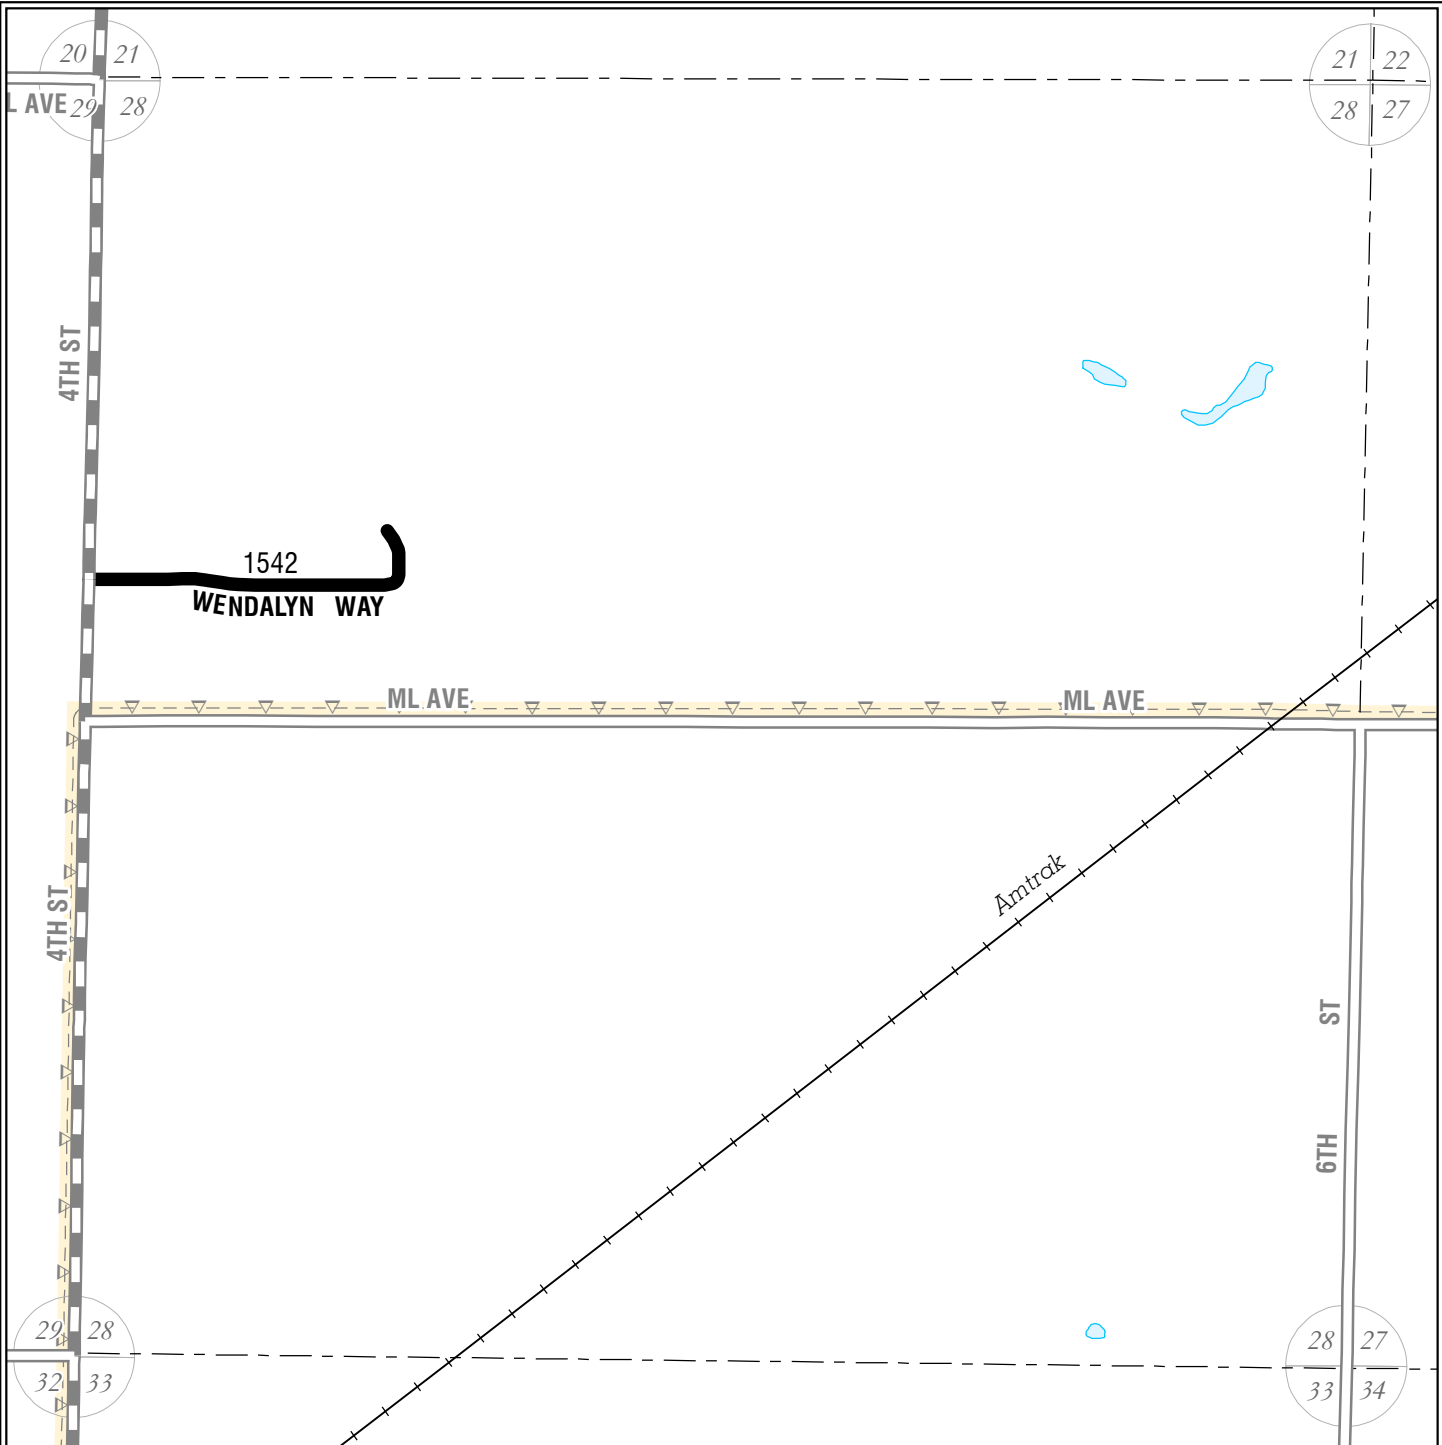 20 21
21 22
L AVE 29 28
28 27
4TH ST
1542
WENDALYN WAY
ML AVE
ML AVE
Amtrak
4TH ST
6TH ST
29 28
28 27
32 33
33 34